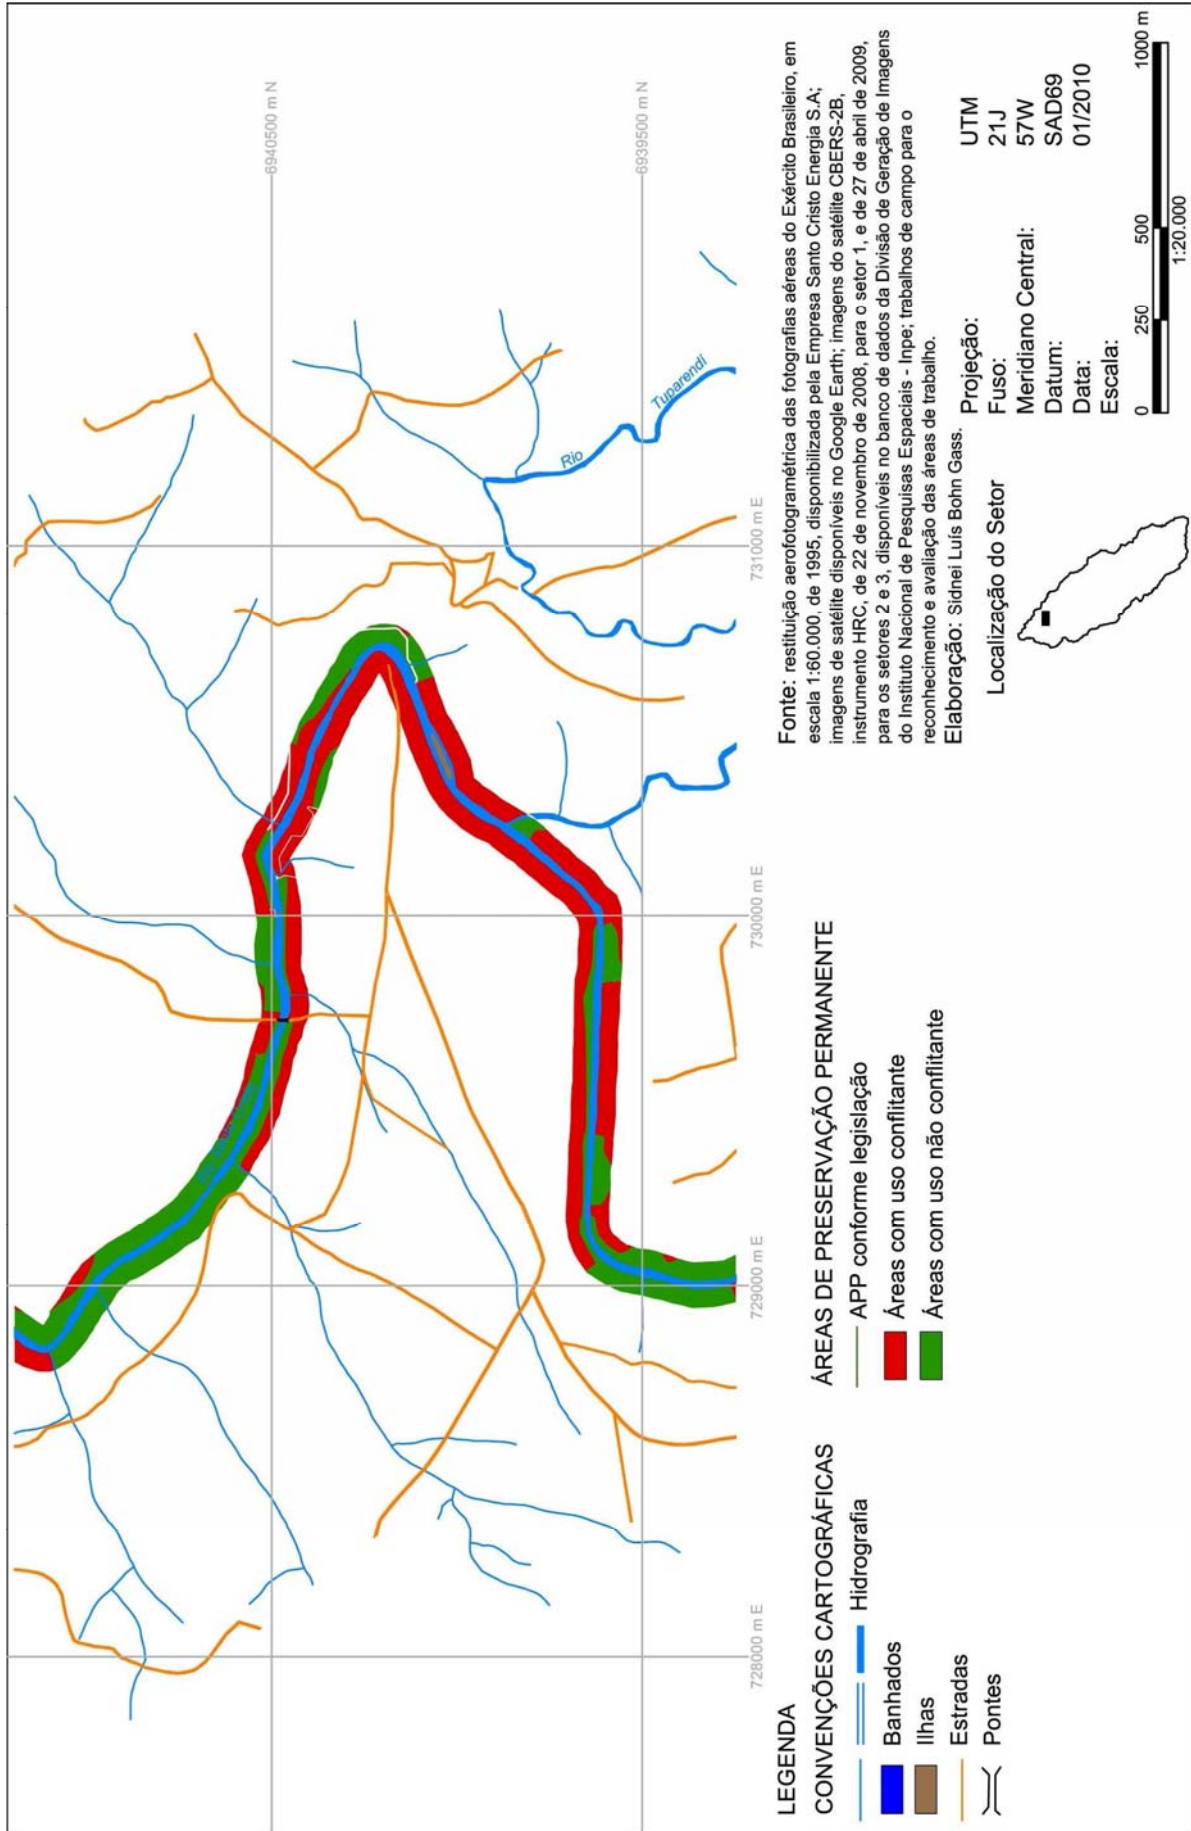 6940500 m N
6939500 m N
728000 m E
729000 m E
730000 m E
731000 m E
Rio
Tuparendi
LEGENDA
CONVENÇÕES CARTOGRÁFICAS
Hidrografia
Banhados
Ilhas
Estradas
Pontes
ÁREAS DE PRESERVAÇÃO PERMANENTE
APP conforme legislação
Áreas com uso conflitante
Áreas com uso não conflitante
Fonte: restituição aerofotogramétrica das fotografias aéreas do Exército Brasileiro, em
escala 1:60.000, de 1995, disponibilizada pela Empresa Santo Cristo Energia S.A;
imagens de satélite disponíveis no Google Earth; imagens do satélite CBERS-2B,
instrumento HRC, de 22 de novembro de 2008, para o setor 1, e de 27 de abril de 2009,
para os setores 2 e 3, disponíveis no banco de dados da Divisão de Geração de Imagens
do Instituto Nacional de Pesquisas Espaciais - Inpe; trabalhos de campo para o
reconhecimento e avaliação das áreas de trabalho.
Elaboração: Sidnei Luís Bohn Gass.
Localização do Setor
Projeção: UTM
Fuso: 21J
Meridiano Central: 57W
Datum: SAD69
Data: 01/2010
Escala:
0 250 500 1000 m
1:20.000